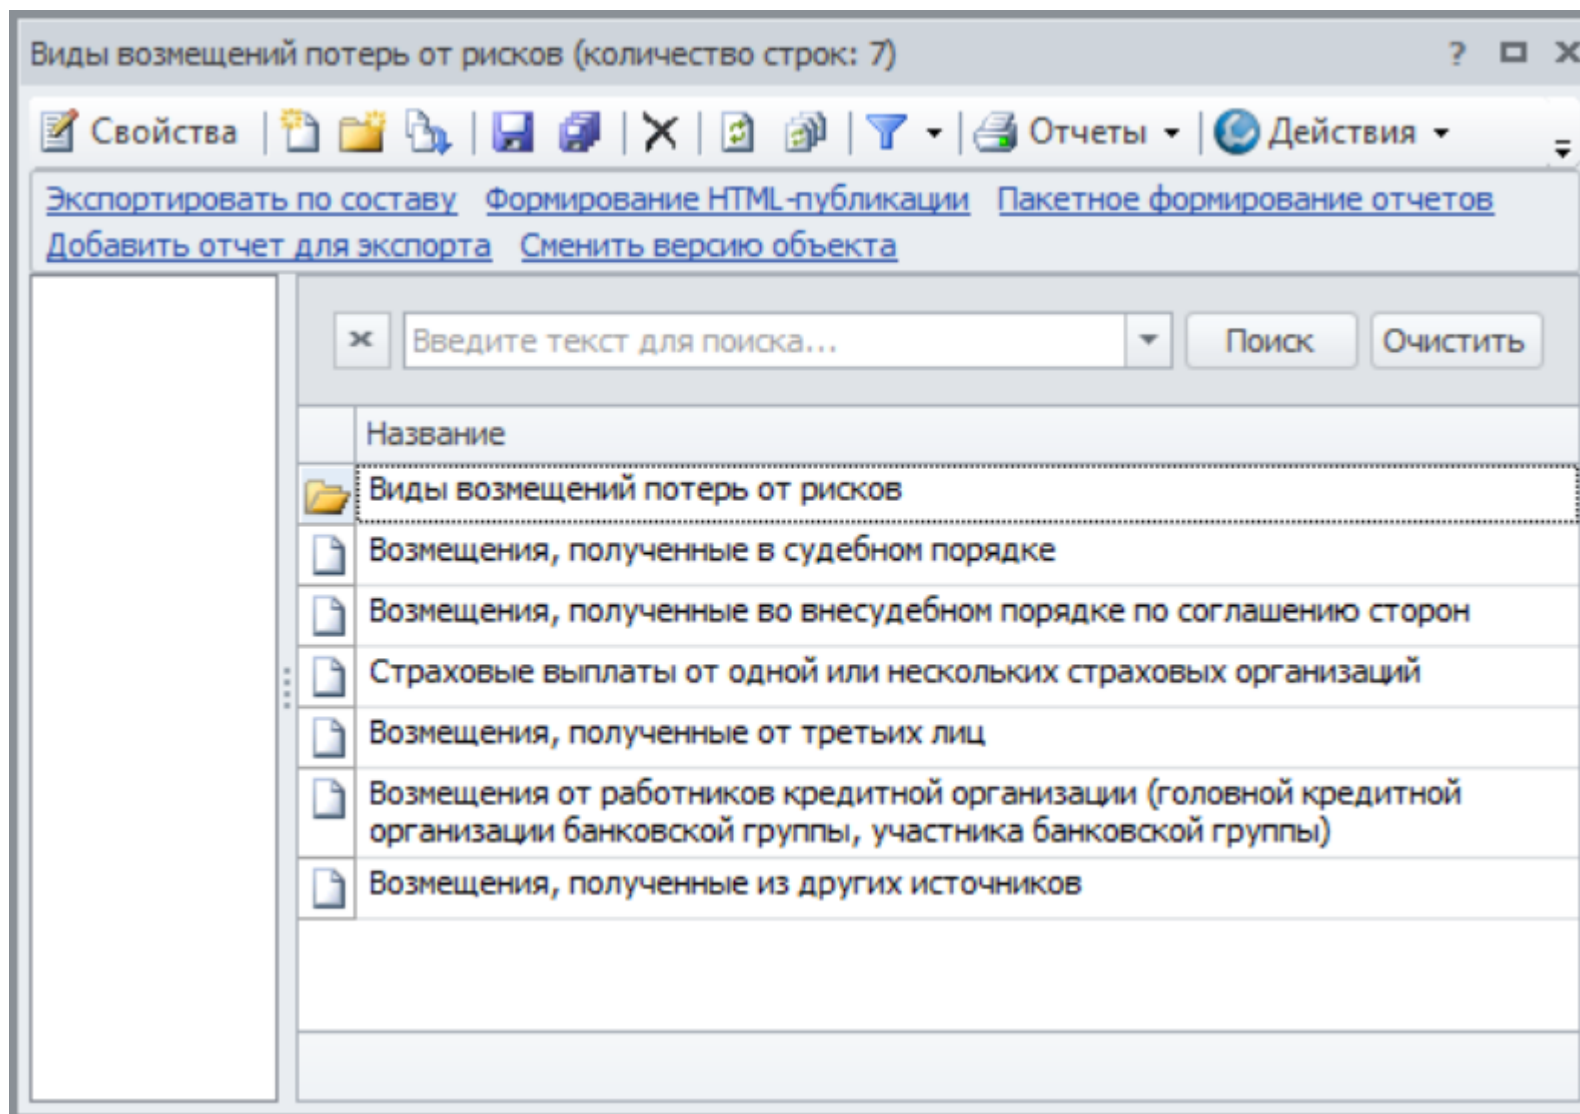 Виды возмещений потерь от рисков (количество строк: 7)
Свойства Отчеты Действия
Экспортировать по составу Формирование HTML-публикации Пакетное формирование отчетов
Добавить отчет для экспорта Сменить версию объекта
Введите текст для поиска... Поиск Очистить
Название
Виды возмещений потерь от рисков
Возмещения, полученные в судебном порядке
Возмещения, полученные во внесудебном порядке по соглашению сторон
Страховые выплаты от одной или нескольких страховых организаций
Возмещения, полученные от третьих лиц
Возмещения от работников кредитной организации (головной кредитной
организации банковской группы, участника банковской группы)
Возмещения, полученные из других источников